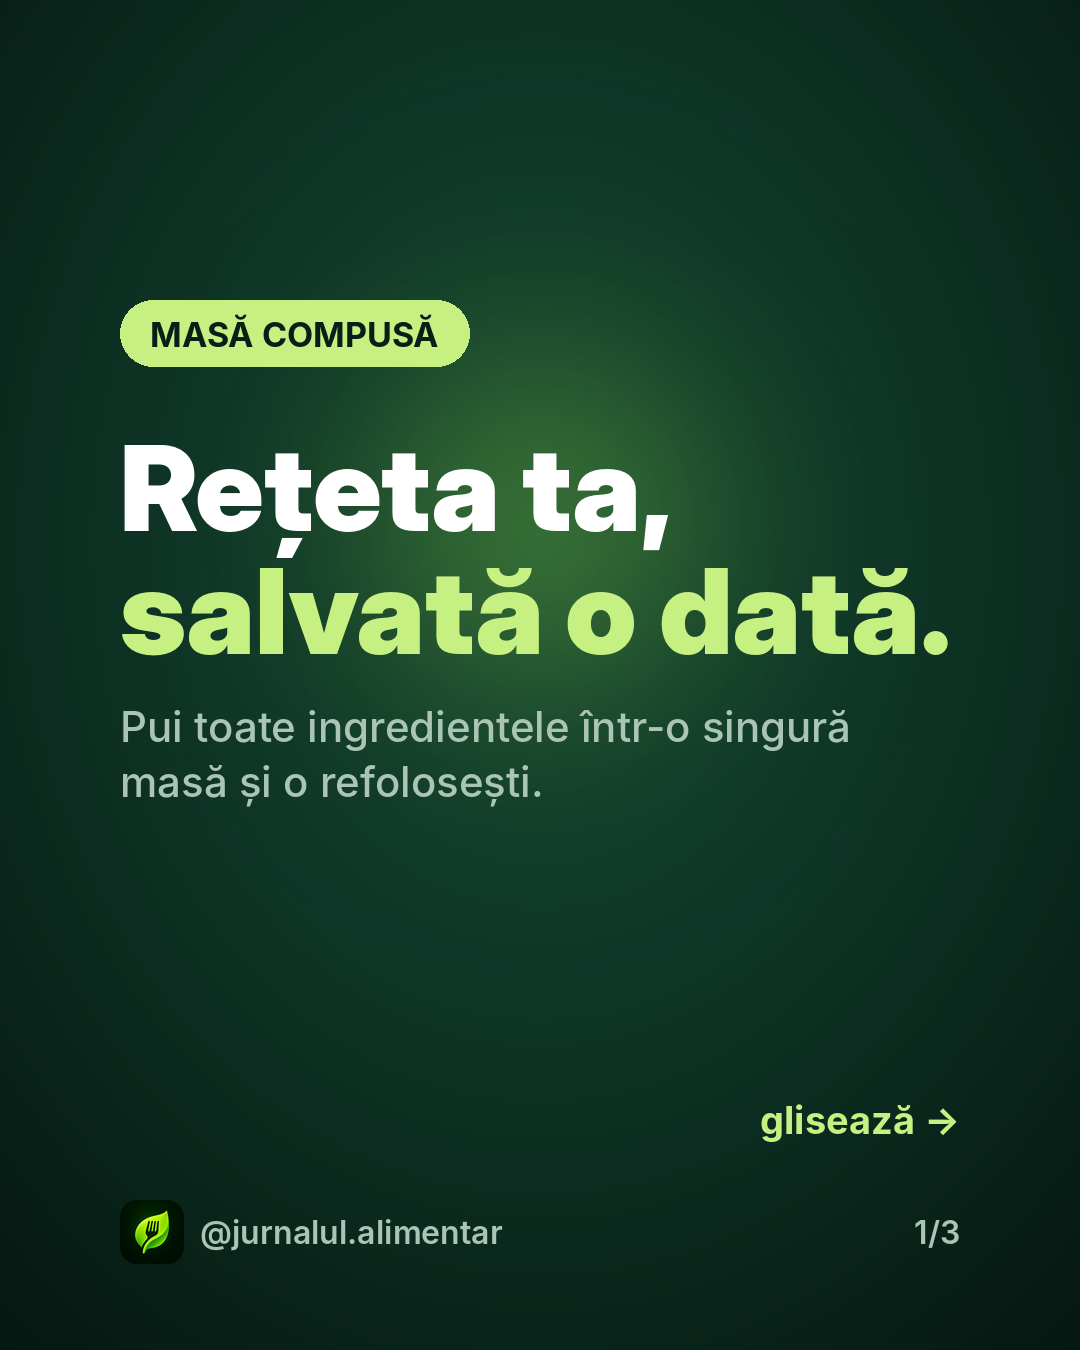 MASĂ COMPUSĂ
Rețeta ta,
salvată o dată.
Pui toate ingredientele într-o singură
masă și o refolosești.
glisează →
@jurnalul.alimentar
1/3